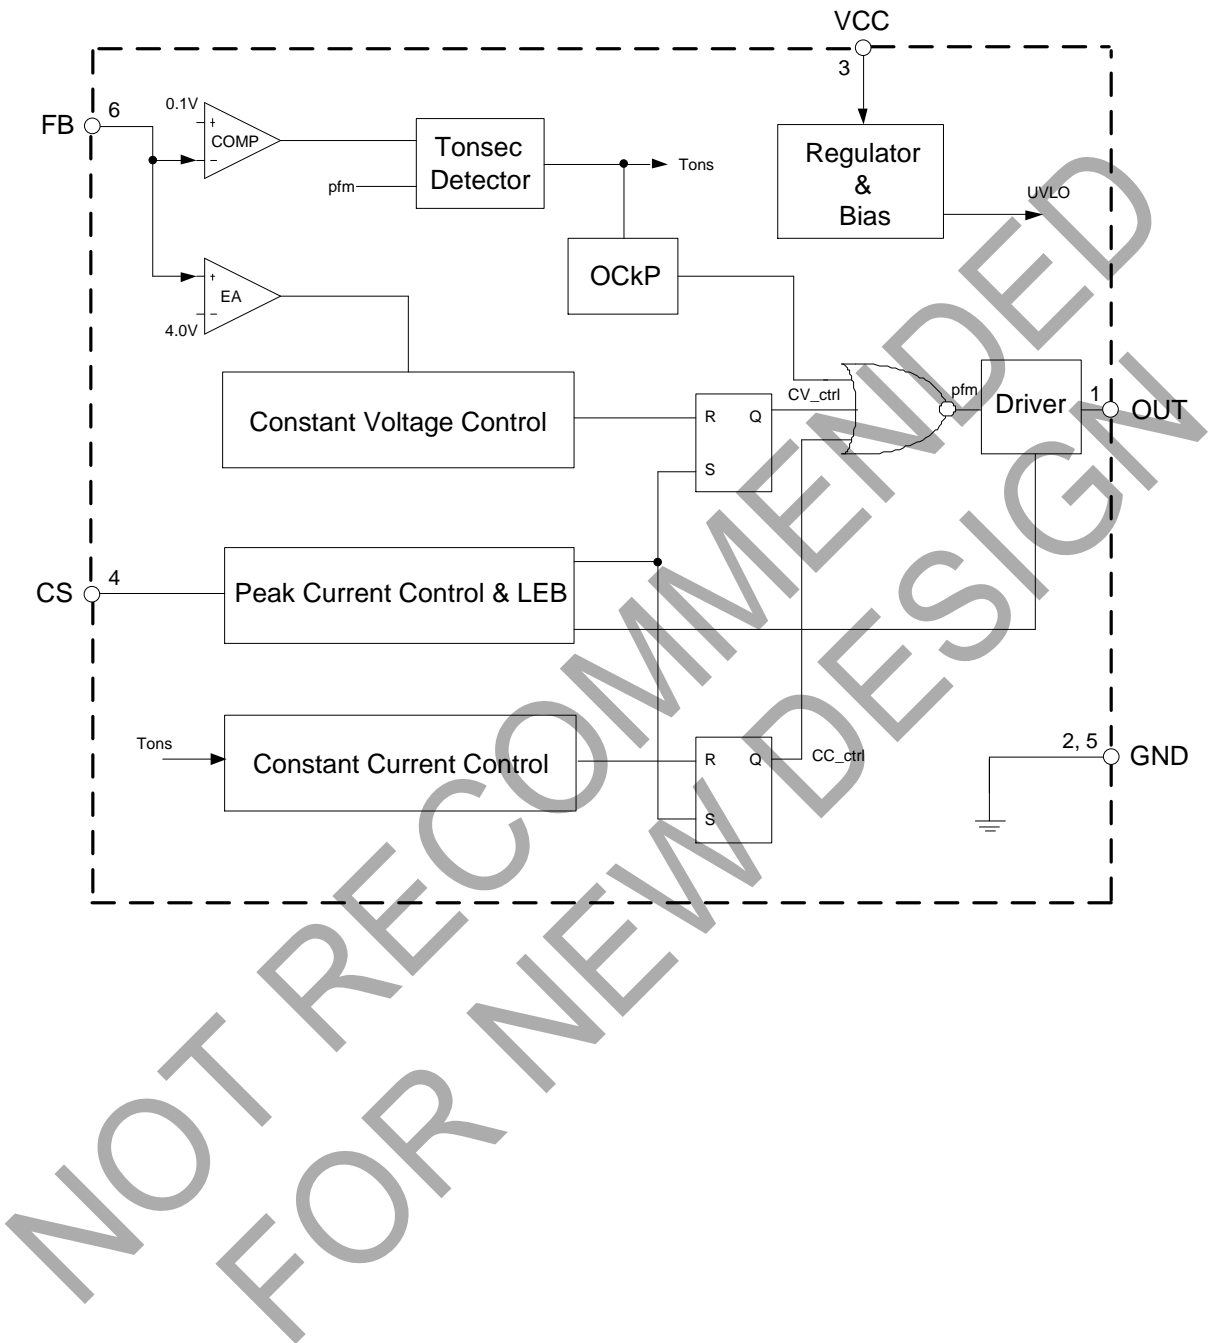 VCC
3
FB
6
0.1V
+
COMP
−
Tonsec
Detector
pfm
Tons
Regulator
&
Bias
UVLO
OCkP
+
EA
−
4.0V
Constant Voltage Control
R
Q
S
CV_ctrl
pfm
Driver
1
OUT
CS
4
Peak Current Control & LEB
Tons
Constant Current Control
R
Q
S
CC_ctrl
2, 5
GND
NOT RECOMMENDED
FOR NEW DESIGN